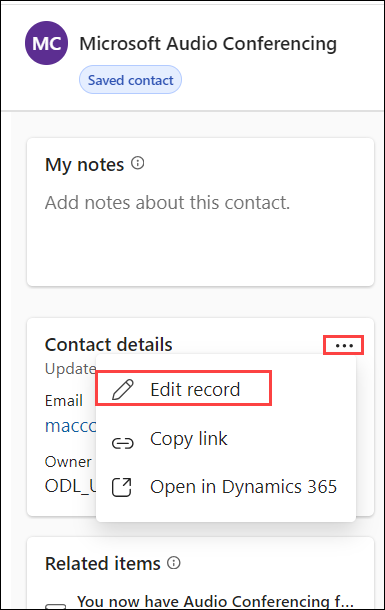 MC
Microsoft Audio Conferencing
Saved contact
My notes
Add notes about this contact.
Contact details
Update
Email
macco
Owner
ODL_U
Edit record
Copy link
Open in Dynamics 365
Related items
You now have Audio Conferencing f...